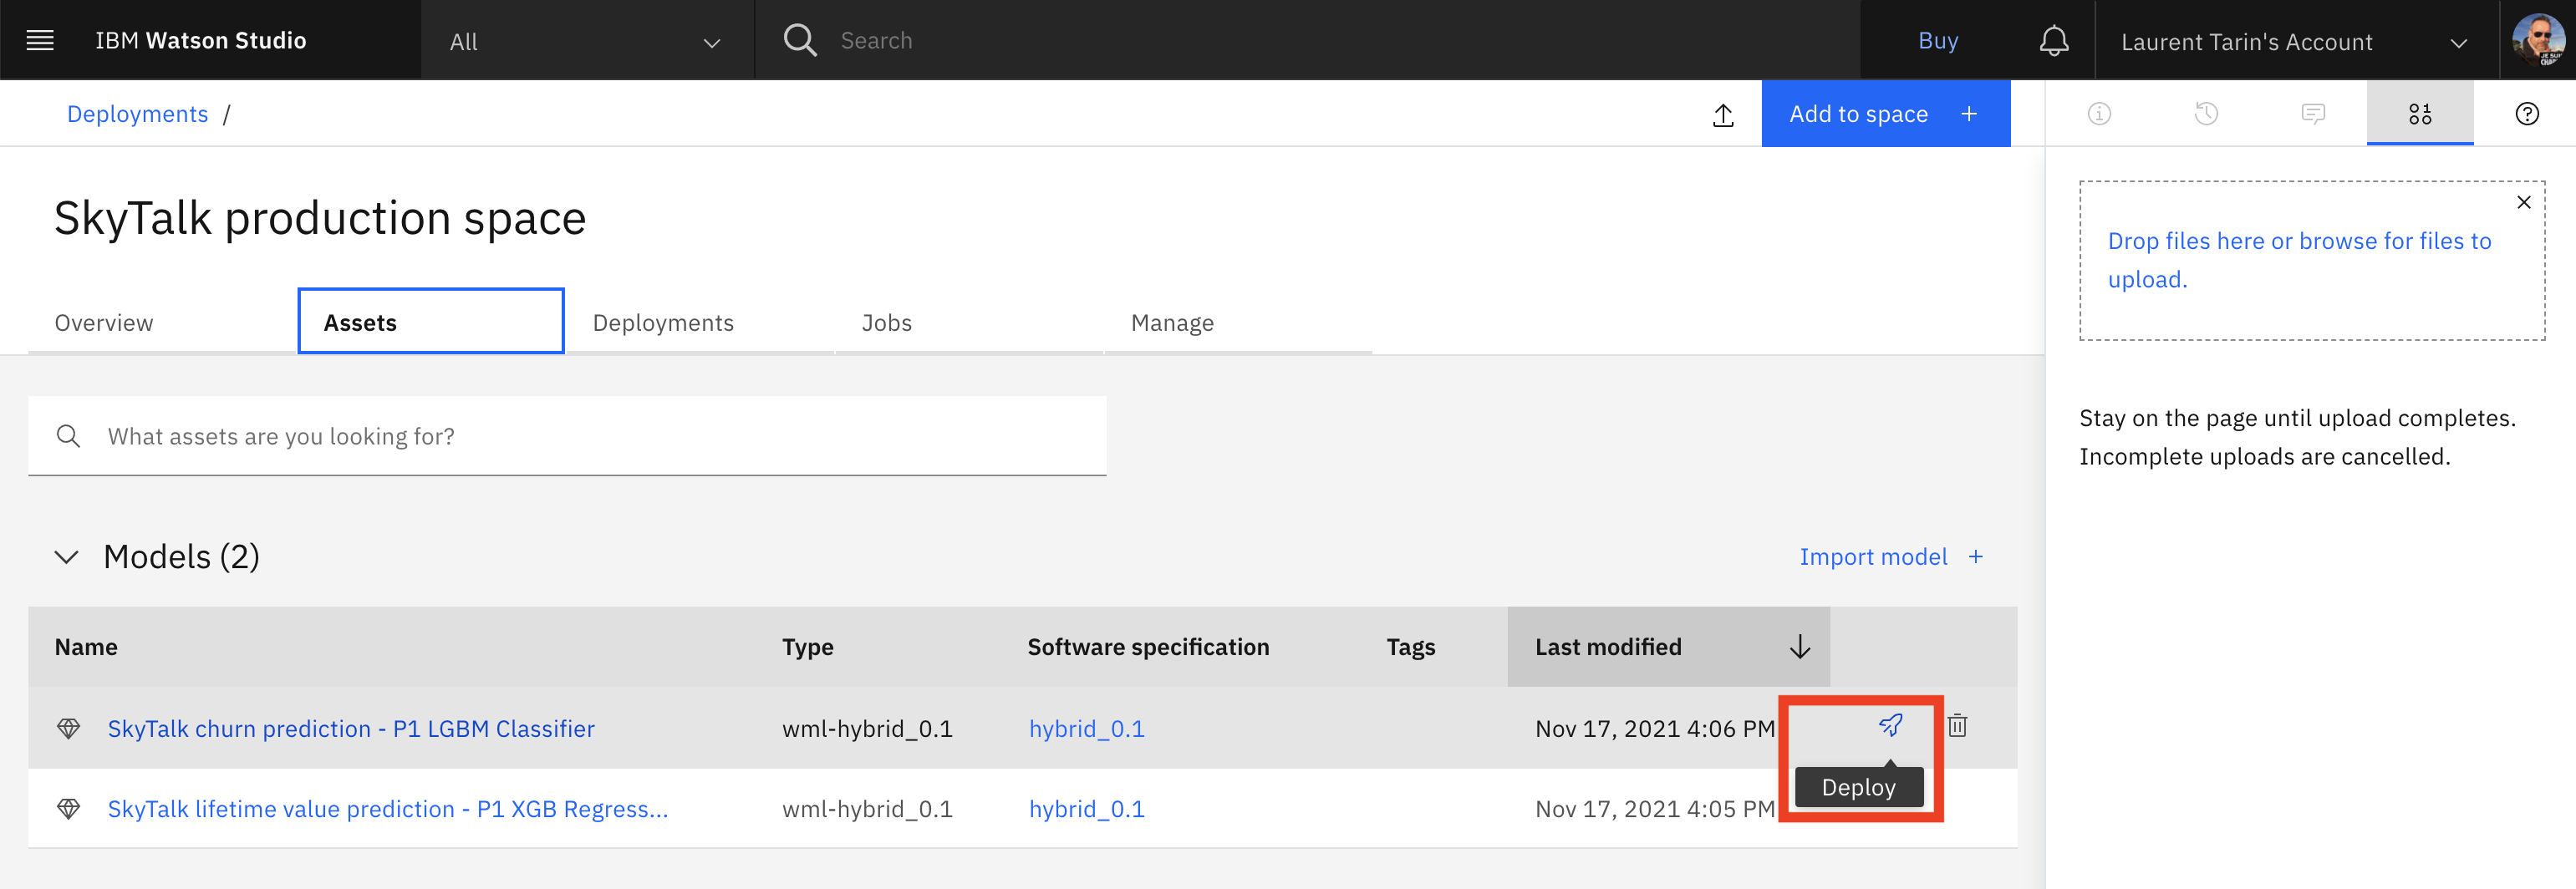 IBM Watson Studio
All
Search
Buy
Laurent Tarin's Account
Deployments /
Add to space +
SkyTalk production space
Overview
Assets
Deployments
Jobs
Manage
What assets are you looking for?
Models (2)
Import model +
Name Type Software specification Tags Last modified
SkyTalk churn prediction - P1 LGBM Classifier wml-hybrid_0.1 hybrid_0.1 Nov 17, 2021 4:06 PM
Deploy
SkyTalk lifetime value prediction - P1 XGB Regress... wml-hybrid_0.1 hybrid_0.1 Nov 17, 2021 4:05 PM
Drop files here or browse for files to
upload.
Stay on the page until upload completes.
Incomplete uploads are cancelled.